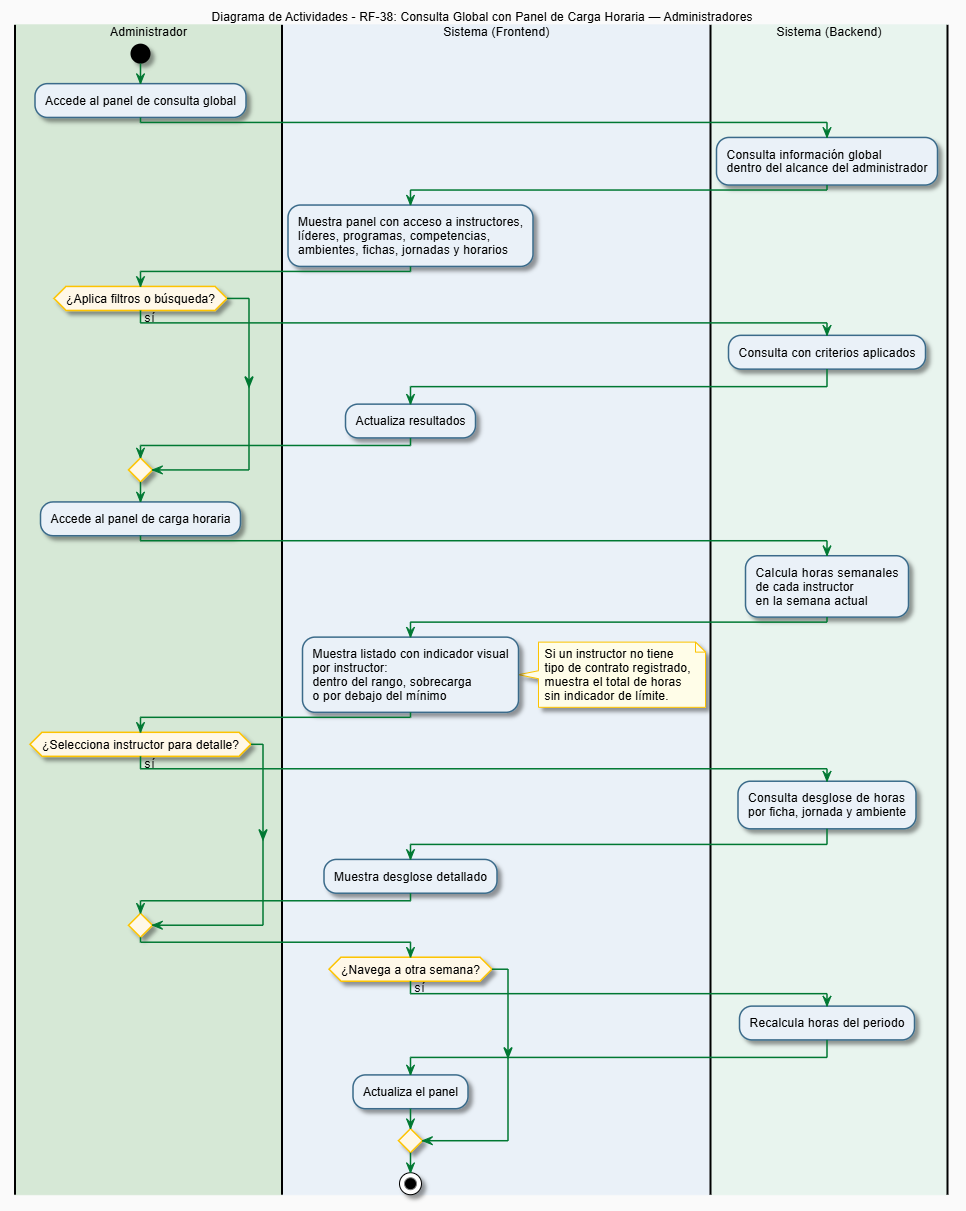 Diagrama de Actividades - RF-38: Consulta Global con Panel de Carga Horaria — Administradores
Administrador
Sistema (Frontend)
Sistema (Backend)
Accede al panel de consulta global
Consulta información global
dentro del alcance del administrador
Muestra panel con acceso a instructores,
líderes, programas, competencias,
ambientes, fichas, jornadas y horarios
¿Aplica filtros o búsqueda?
sí
Consulta con criterios aplicados
Actualiza resultados
Accede al panel de carga horaria
Calcula horas semanales
de cada instructor
en la semana actual
Muestra listado con indicador visual
por instructor:
dentro del rango, sobrecarga
o por debajo del mínimo
Si un instructor no tiene
tipo de contrato registrado,
muestra el total de horas
sin indicador de límite.
¿Selecciona instructor para detalle?
sí
Consulta desglose de horas
por ficha, jornada y ambiente
Muestra desglose detallado
¿Navega a otra semana?
sí
Recalcula horas del periodo
Actualiza el panel